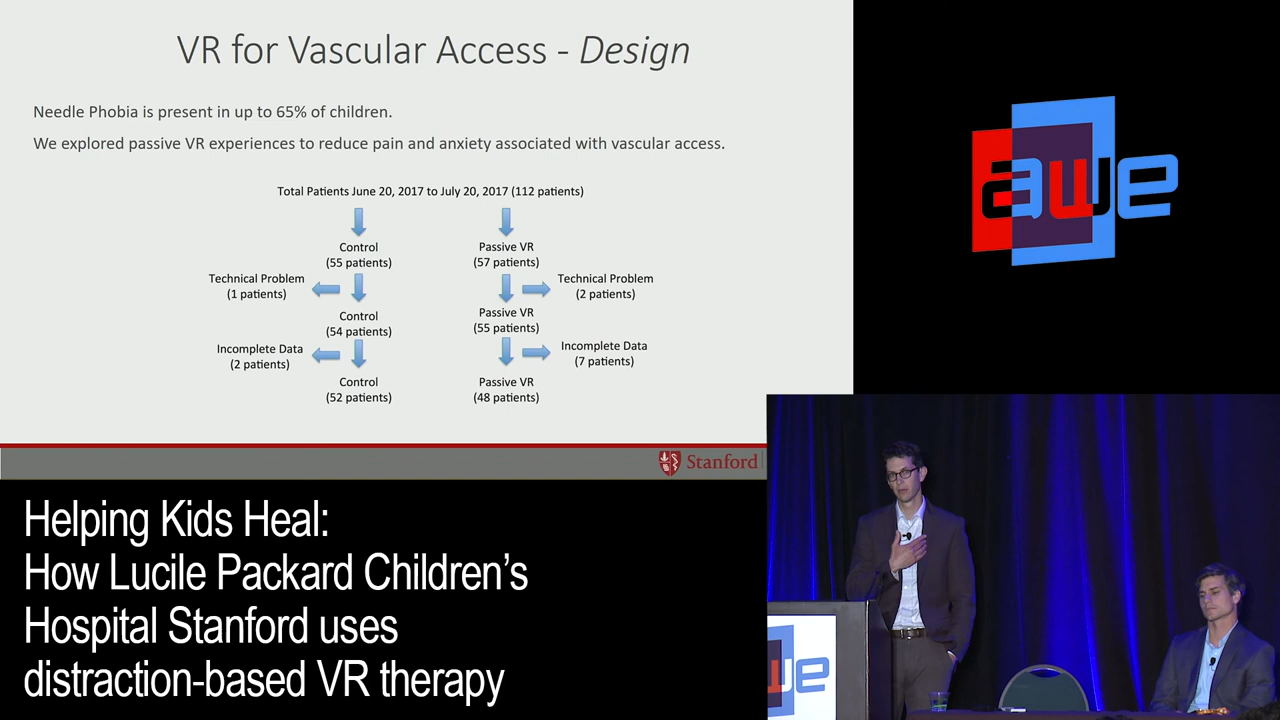 VR for Vascular Access - Design
Needle Phobia is present in up to 65% of children.
We explored passive VR experiences to reduce pain and anxiety associated with vascular access.
Total Patients June 20, 2017 to July 20, 2017 (112 patients)
Control
(55 patients)
Passive VR
(57 patients)
Technical Problem
(1 patients)
Technical Problem
(2 patients)
Control
(54 patients)
Passive VR
(55 patients)
Incomplete Data
(2 patients)
Incomplete Data
(7 patients)
Control
(52 patients)
Passive VR
(48 patients)
Stanford
awe
Helping Kids Heal:
How Lucile Packard Children's
Hospital Stanford uses
distraction-based VR therapy
awe